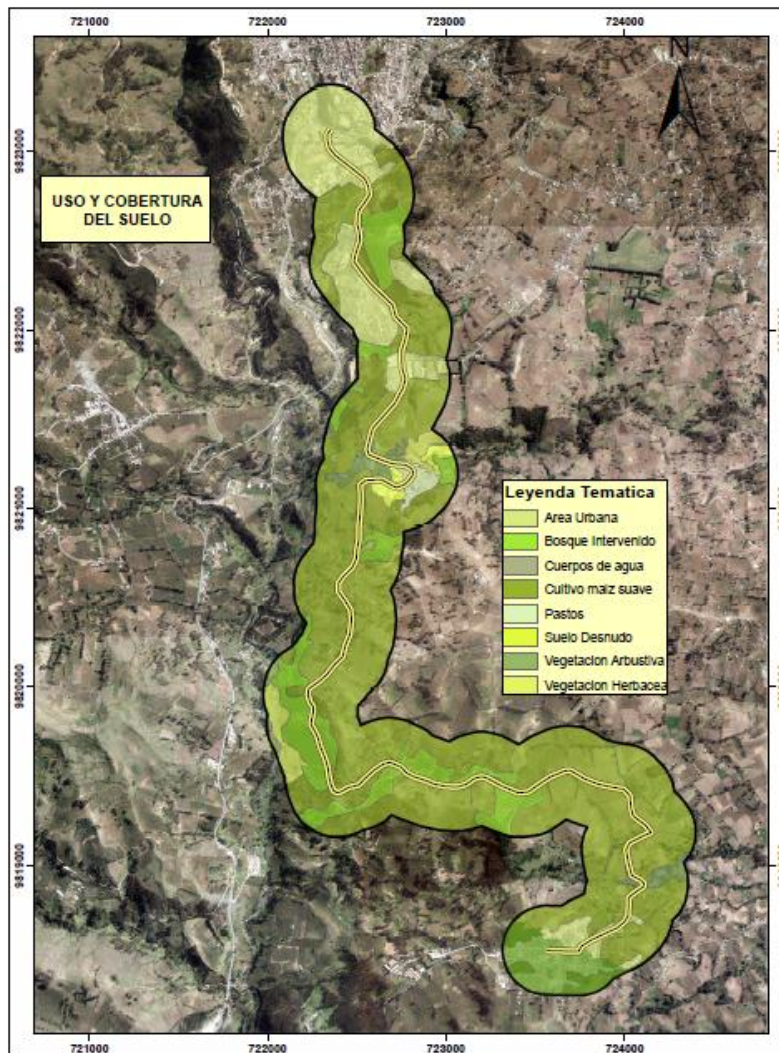 721000 722000 723000 724000
N
9823000
USO Y COBERTURA
DEL SUELO
9822000
9821000
Leyenda Tematica
Area Urbana
Bosque Intervenido
Cuerpos de agua
Cultivo maiz suave
Pastos
Suelo Desnudo
Vegetacion Arbustiva
Vegetacion Herbacea
9820000
9819000
721000 722000 723000 724000